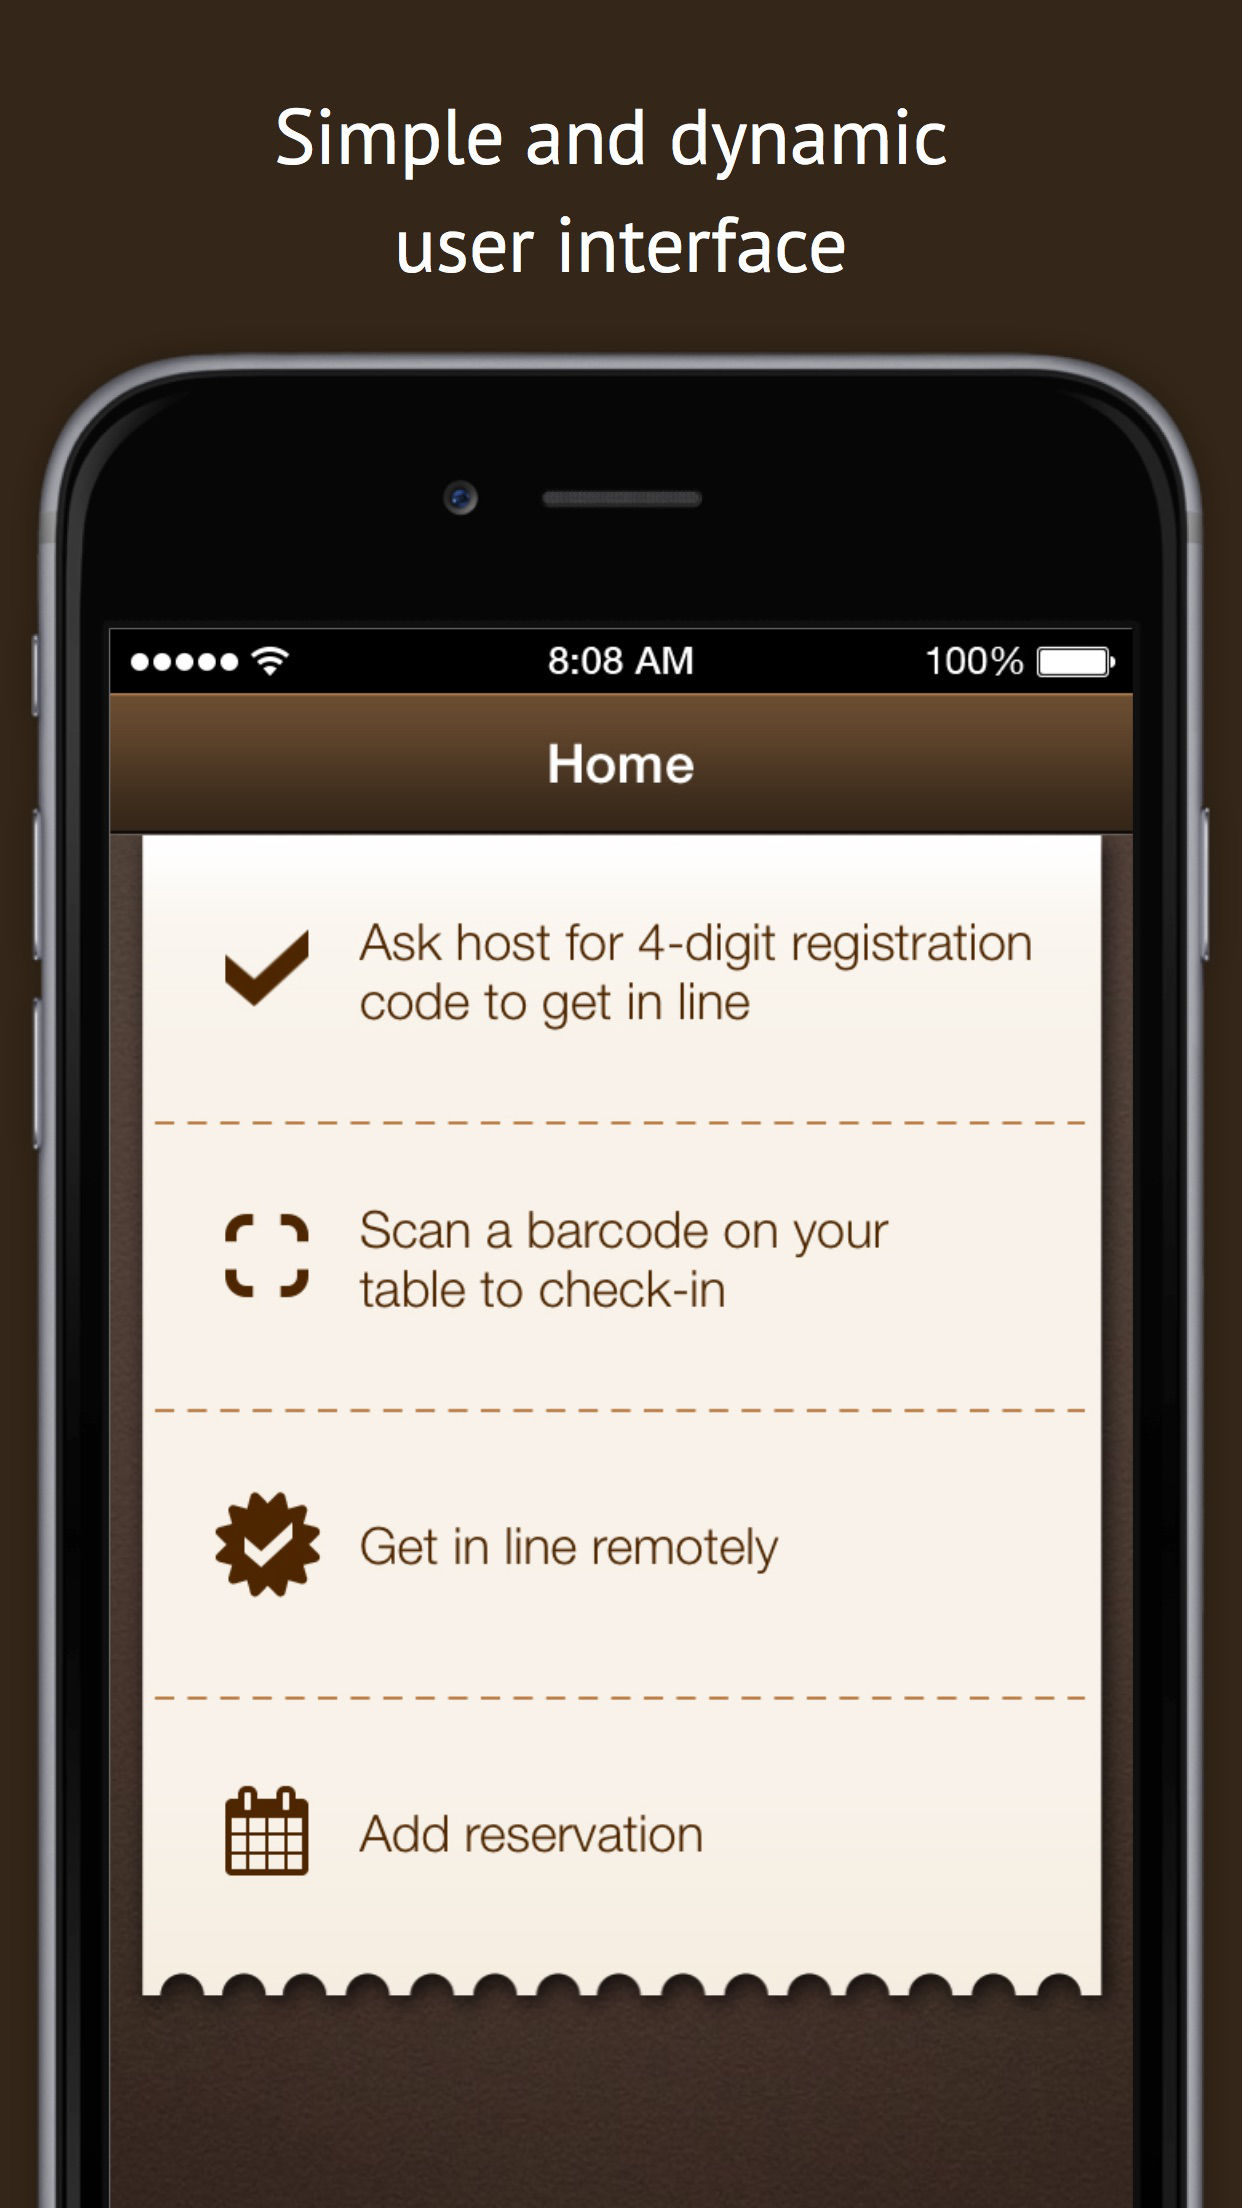 Simple and dynamic
user interface
8:08 AM
100%
Home
Ask host for 4-digit registration
code to get in line
Scan a barcode on your
table to check-in
Get in line remotely
Add reservation